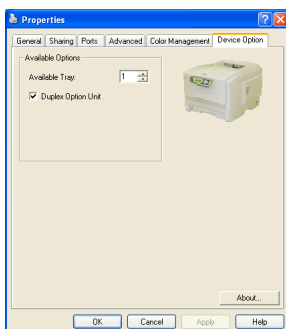 Properties
General Sharing Ports Advanced Color Management Device Option
Available Options
Available Tray: 1
Duplex Option Unit
About...
OK Cancel Apply Help